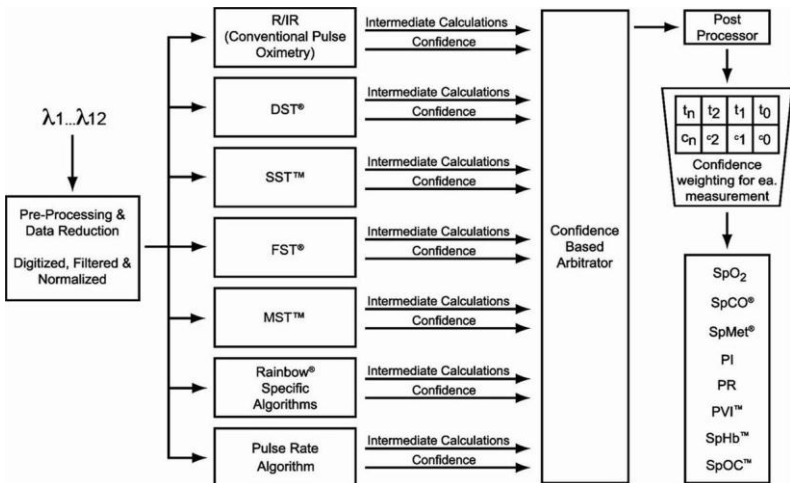 λ1...λ12
Pre-Processing &
Data Reduction
Digitized, Filtered &
Normalized
R/IR
(Conventional Pulse
Oximetry)
Intermediate Calculations
Confidence
DST®
Intermediate Calculations
Confidence
SST™
Intermediate Calculations
Confidence
FST®
Intermediate Calculations
Confidence
MST™
Intermediate Calculations
Confidence
Rainbow®
Specific
Algorithms
Intermediate Calculations
Confidence
Pulse Rate
Algorithm
Intermediate Calculations
Confidence
Confidence
Based
Arbitrator
Post
Processor
tn t2 t1 t0
cn c2 c1 c0
Confidence
weighting for ea.
measurement
SpO2
SpCO®
SpMet®
PI
PR
PVI™
SpHb™
SpOC™